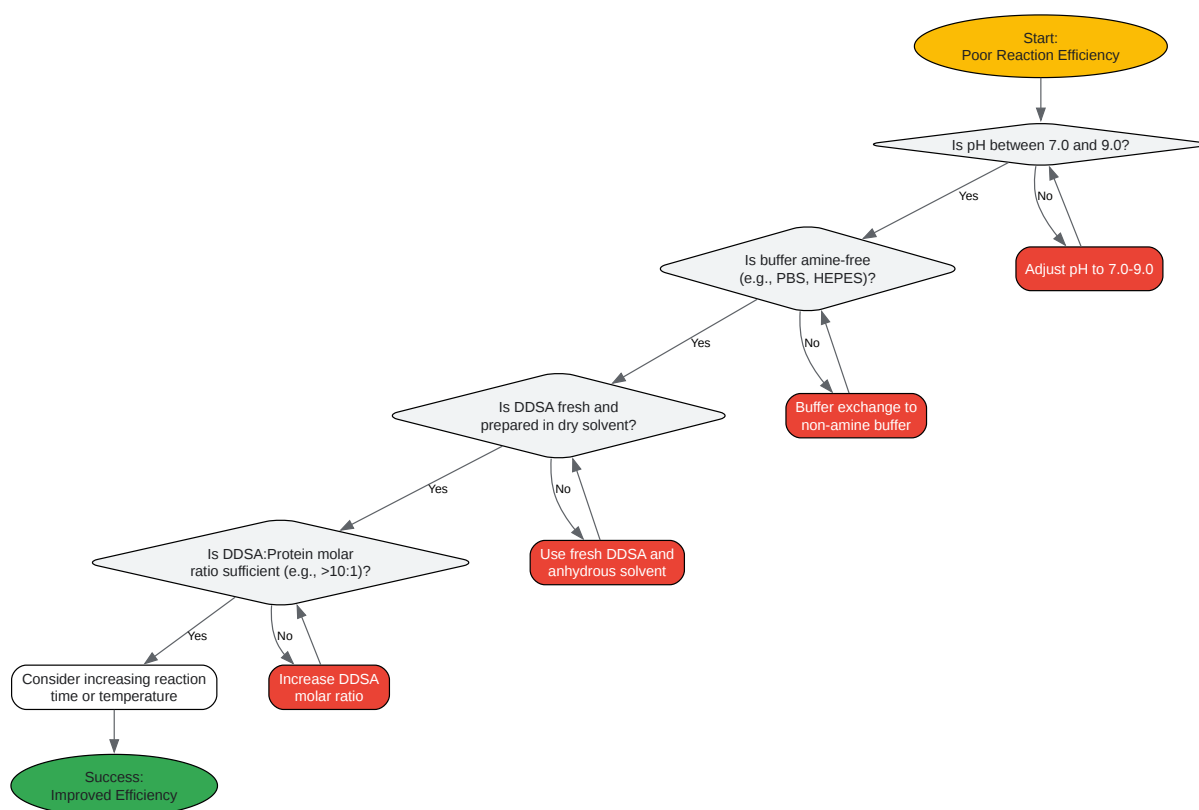 Start:
Poor Reaction Efficiency
Is pH between 7.0 and 9.0?
Yes
No
Adjust pH to 7.0-9.0
Is buffer amine-free
(e.g., PBS, HEPES)?
Yes
No
Buffer exchange to
non-amine buffer
Is DDSA fresh and
prepared in dry solvent?
Yes
No
Use fresh DDSA and
anhydrous solvent
Is DDSA:Protein molar
ratio sufficient (e.g., >10:1)?
Yes
No
Consider increasing reaction
time or temperature
Increase DDSA
molar ratio
Success:
Improved Efficiency